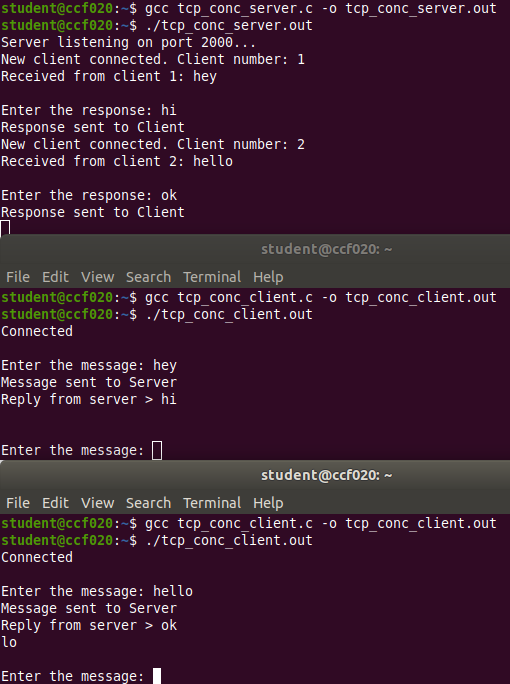 student@ccf020:~$ gcc tcp_conc_server.c -o tcp_conc_server.out
student@ccf020:~$ ./tcp_conc_server.out
Server listening on port 2000...
New client connected. Client number: 1
Received from client 1: hey
Enter the response: hi
Response sent to Client
New client connected. Client number: 2
Received from client 2: hello
Enter the response: ok
Response sent to Client
student@ccf020: ~
File Edit View Search Terminal Help
student@ccf020:~$ gcc tcp_conc_client.c -o tcp_conc_client.out
student@ccf020:~$ ./tcp_conc_client.out
Connected
Enter the message: hey
Message sent to Server
Reply from server > hi
Enter the message:
student@ccf020: ~
File Edit View Search Terminal Help
student@ccf020:~$ gcc tcp_conc_client.c -o tcp_conc_client.out
student@ccf020:~$ ./tcp_conc_client.out
Connected
Enter the message: hello
Message sent to Server
Reply from server > ok
lo
Enter the message: